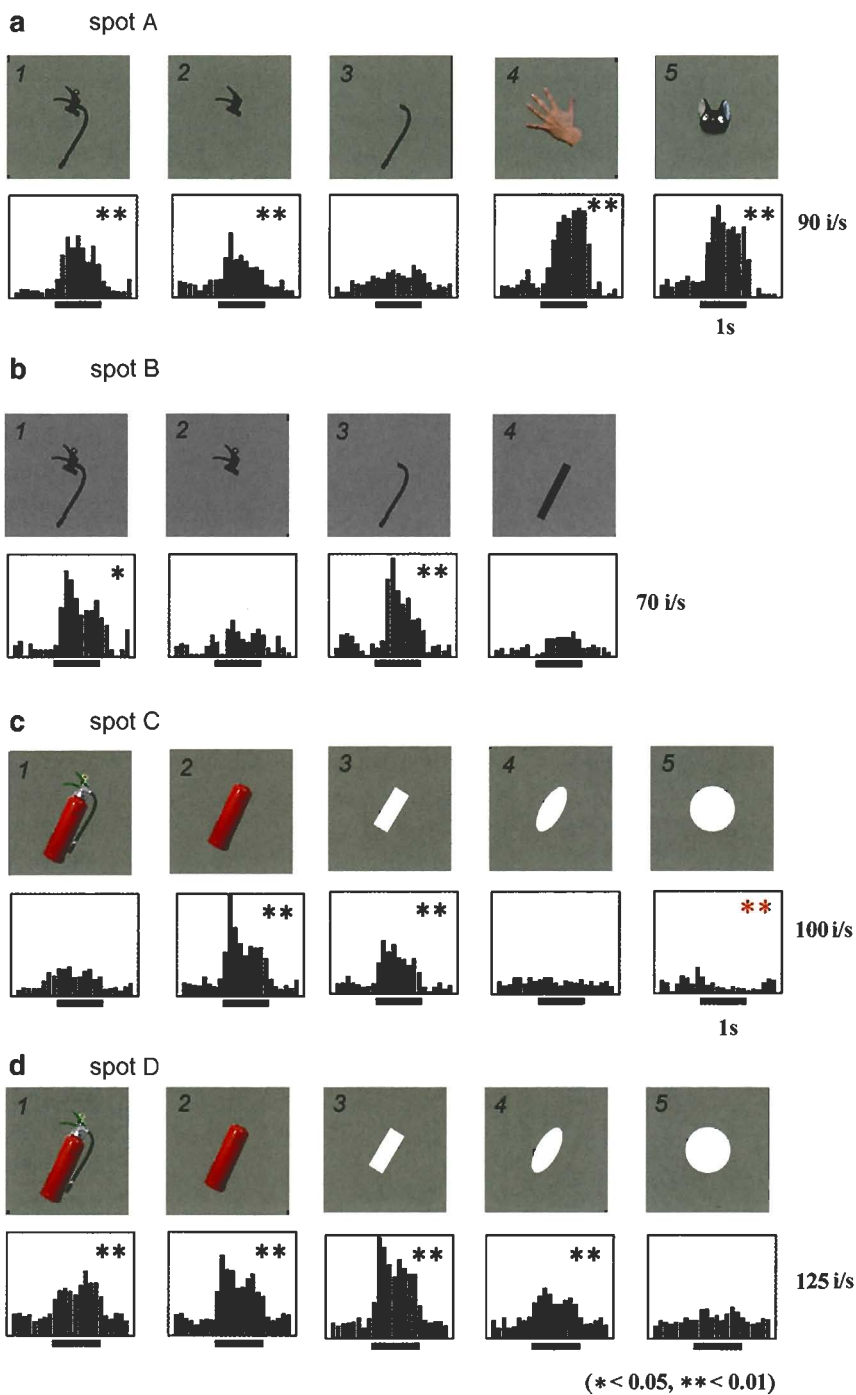 a spot A
1 2 3 4 5
** ** ** **
90 i/s
1s
b spot B
1 2 3 4
* **
70 i/s
c spot C
1 2 3 4 5
** ** **
100 i/s
1s
d spot D
1 2 3 4 5
** ** ** **
125 i/s
(*< 0.05, **< 0.01)